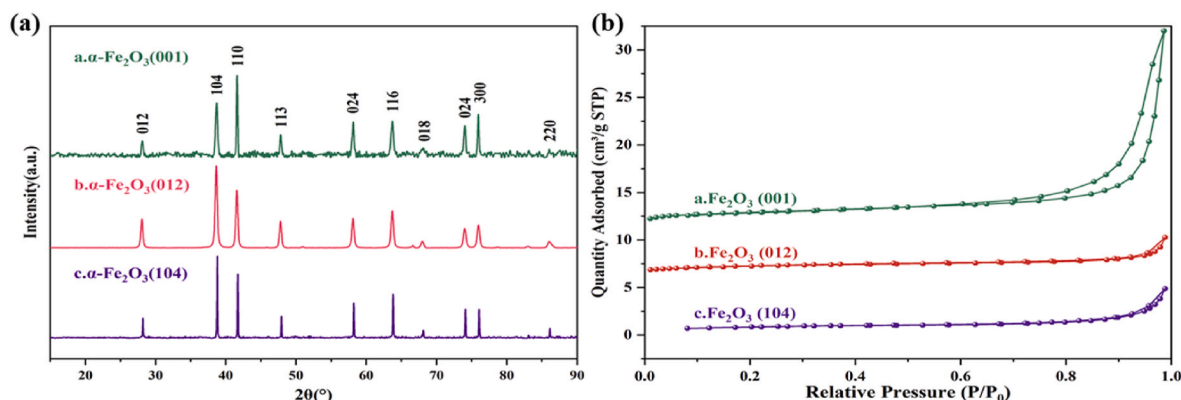 (a)
a.α-Fe₂O₃(001)
012
104
110
113
024
116
018
024
300
220
b.α-Fe₂O₃(012)
c.α-Fe₂O₃(104)
Intensity(a.u.)
20 30 40 50 60 70 80 90
2θ(°)
(b)
30
25
20
15
10
5
0
Quantity Adsorbed (cm³/g STP)
a.Fe₂O₃ (001)
b.Fe₂O₃ (012)
c.Fe₂O₃ (104)
0.0 0.2 0.4 0.6 0.8 1.0
Relative Pressure (P/P₀)